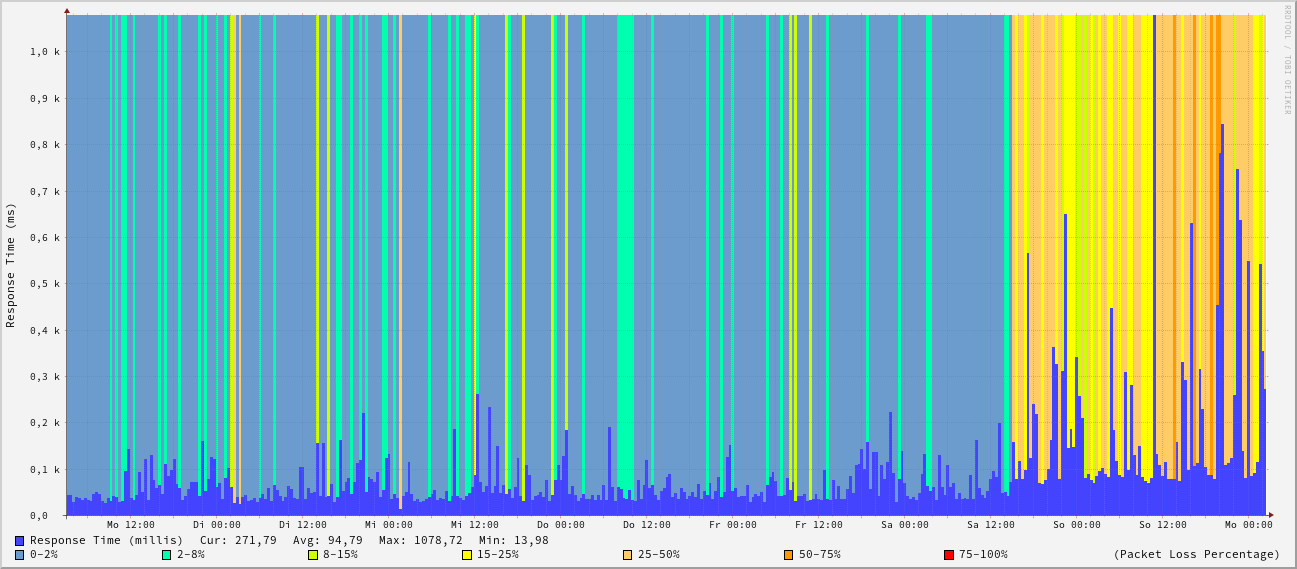 RRDTOOL / TOBI OETIKER
Response Time (ms)
1,0 k
0,9 k
0,8 k
0,7 k
0,6 k
0,5 k
0,4 k
0,3 k
0,2 k
0,1 k
0,0
Mo 12:00 Di 00:00 Di 12:00 Mi 00:00 Mi 12:00 Do 00:00 Do 12:00 Fr 00:00 Fr 12:00 Sa 00:00 Sa 12:00 So 00:00 So 12:00 Mo 00:00
Response Time (millis) Cur: 271,79 Avg: 94,79 Max: 1078,72 Min: 13,98
0-2% 2-8% 8-15% 15-25% 25-50% 50-75% 75-100% (Packet Loss Percentage)